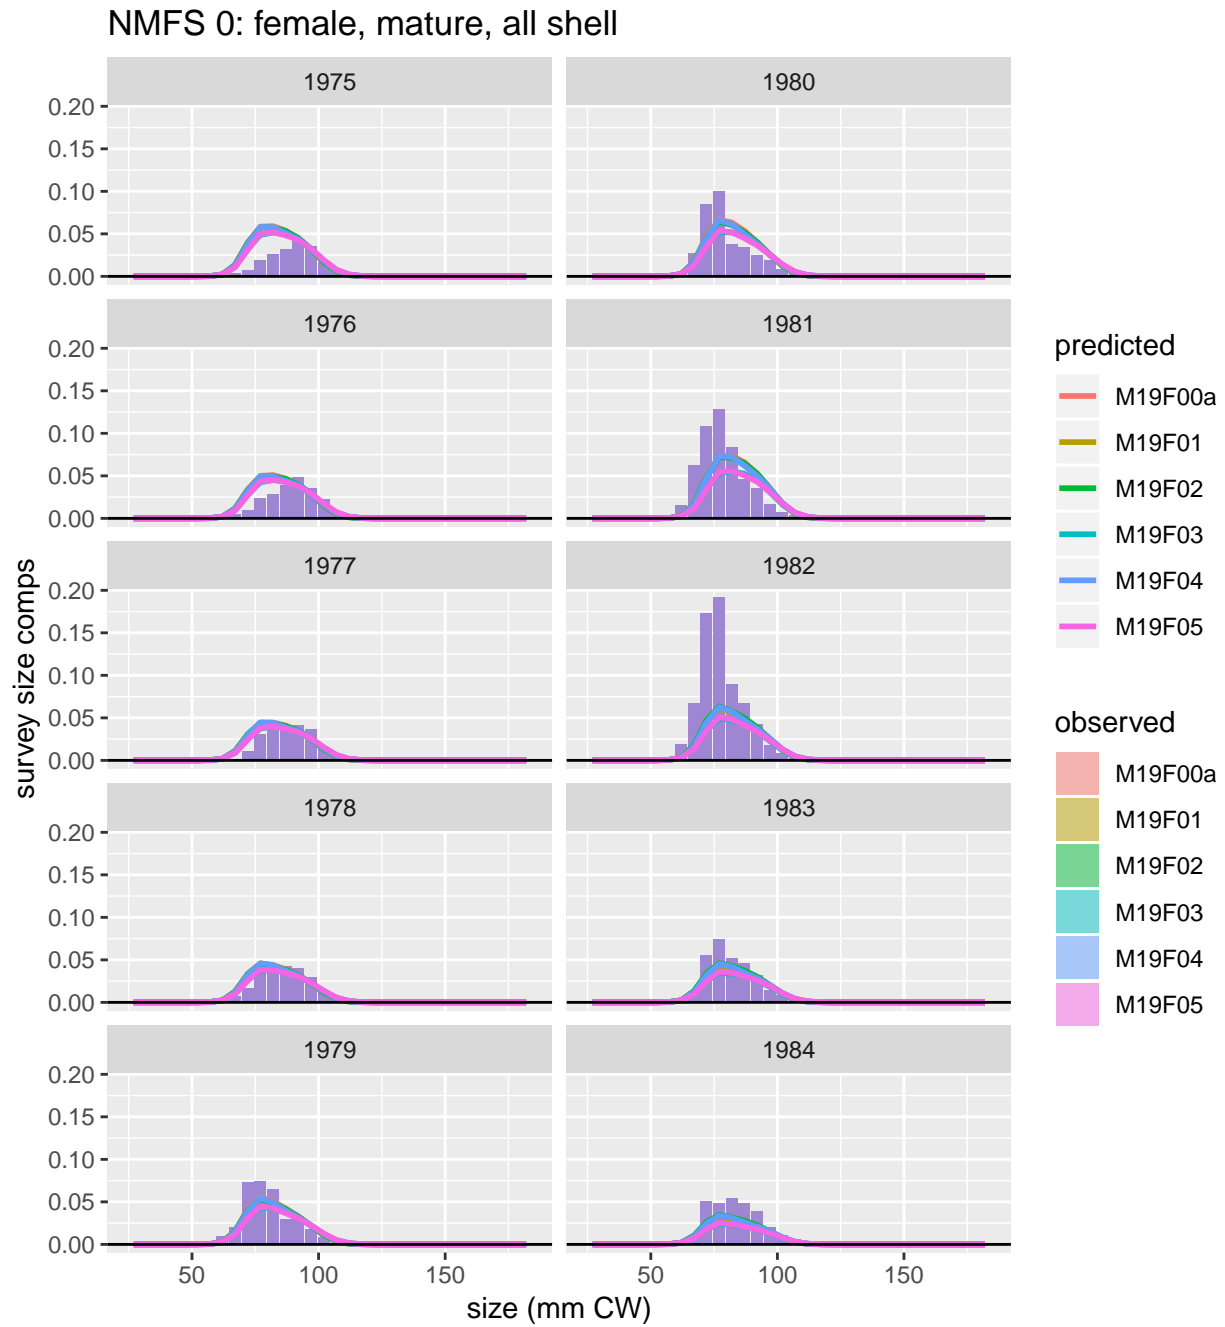 NMFS 0: female, mature, all shell
1975
1980
0.20
0.15
0.10
0.05
0.00
1976
1981
0.20
0.15
0.10
0.05
0.00
1977
1982
0.20
0.15
0.10
0.05
0.00
1978
1983
0.20
0.15
0.10
0.05
0.00
1979
1984
0.20
0.15
0.10
0.05
0.00
50 100 150 50 100 150
size (mm CW)
survey size comps
predicted
M19F00a
M19F01
M19F02
M19F03
M19F04
M19F05
observed
M19F00a
M19F01
M19F02
M19F03
M19F04
M19F05